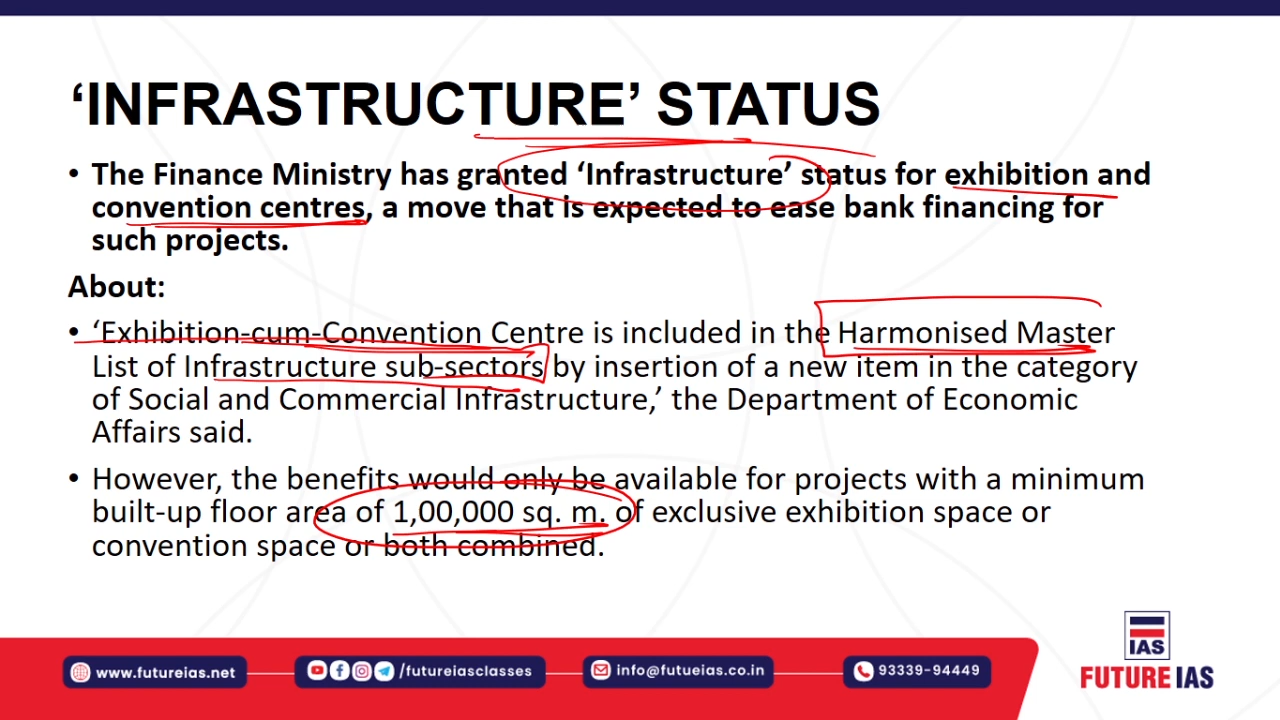 ‘INFRASTRUCTURE’ STATUS
• The Finance Ministry has granted ‘Infrastructure’ status for exhibition and
convention centres, a move that is expected to ease bank financing for
such projects.
About:
• ‘Exhibition-cum-Convention Centre is included in the Harmonised Master
List of Infrastructure sub-sectors by insertion of a new item in the category
of Social and Commercial Infrastructure,’ the Department of Economic
Affairs said.
• However, the benefits would only be available for projects with a minimum
built-up floor area of 1,00,000 sq. m. of exclusive exhibition space or
convention space or both combined.
www.futureias.net
/futureiasclasses
info@futueias.co.in
93339-94449
IAS
FUTURE IAS